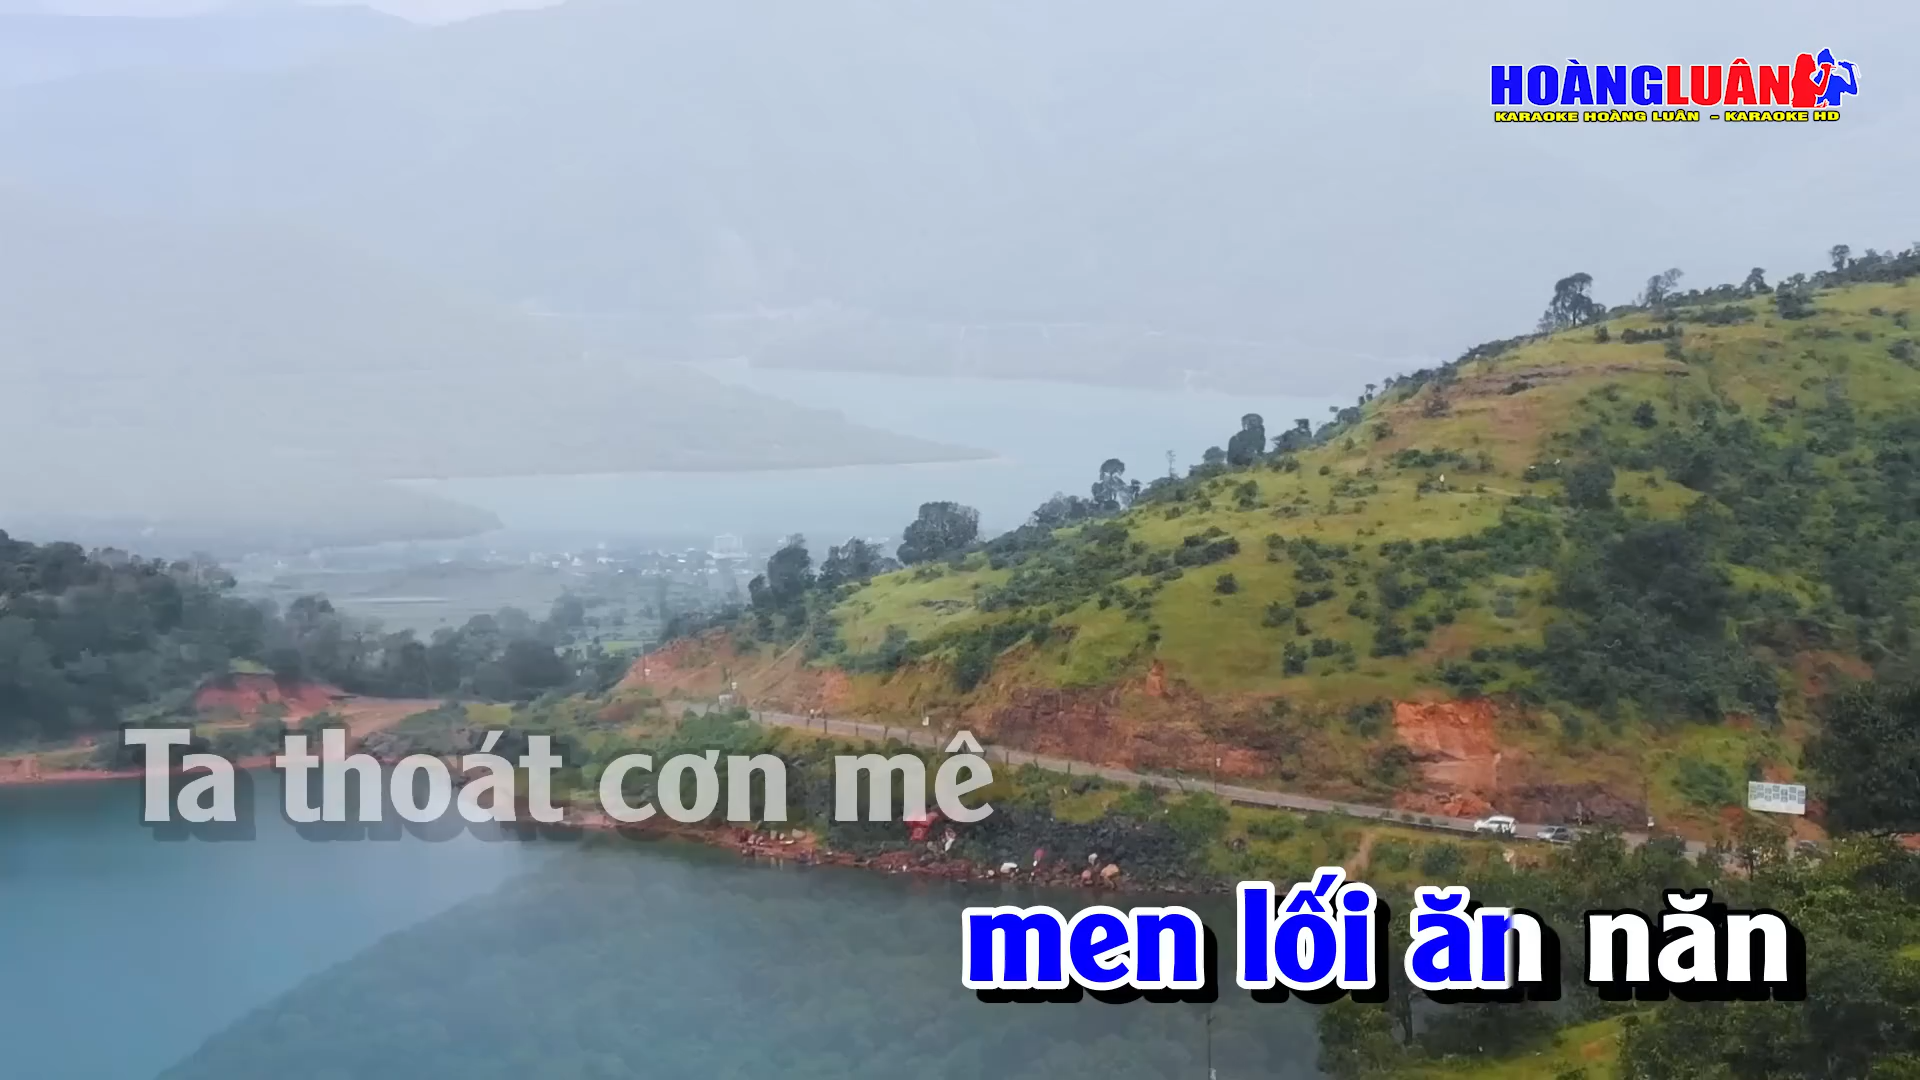 HOÀNGLUÂN
KARAOKE HOÀNG LUÂN - KARAOKE HD
Ta thoát cơn mê
men lối ăn năn